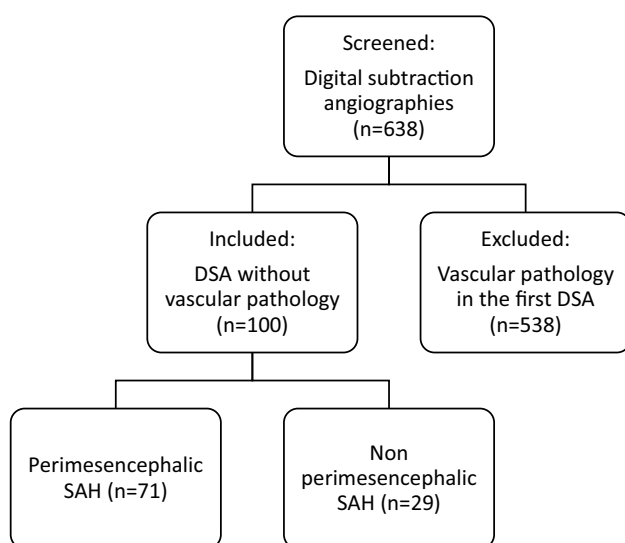 Screened:
Digital subtraction
angiographies
(n=638)
Included:
DSA without
vascular pathology
(n=100)
Excluded:
Vascular pathology
in the first DSA
(n=538)
Perimesencephalic
SAH (n=71)
Non
perimesencephalic
SAH (n=29)